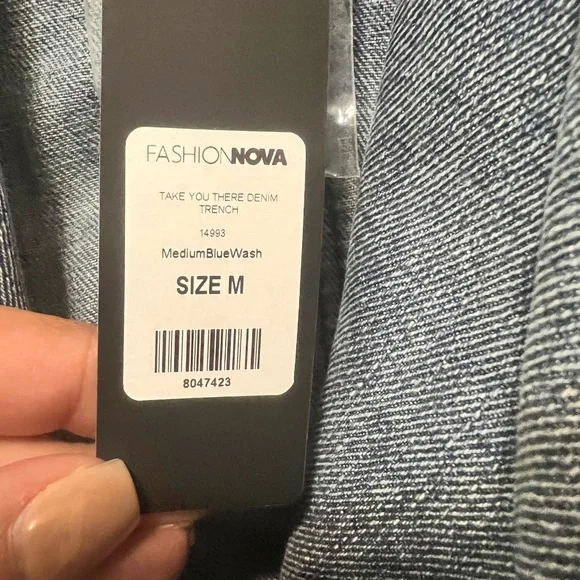 FASHIONNOVA
TAKE YOU THERE DENIM
TRENCH
14993
MediumBlueWash
SIZE M
8047423